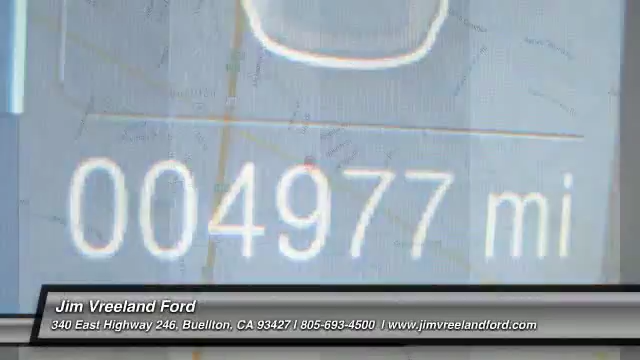 004977 mi
Jim Vreeland Ford
340 East Highway 246, Buellton, CA 93427 | 805-693-4500 | www.jimvreelandford.com